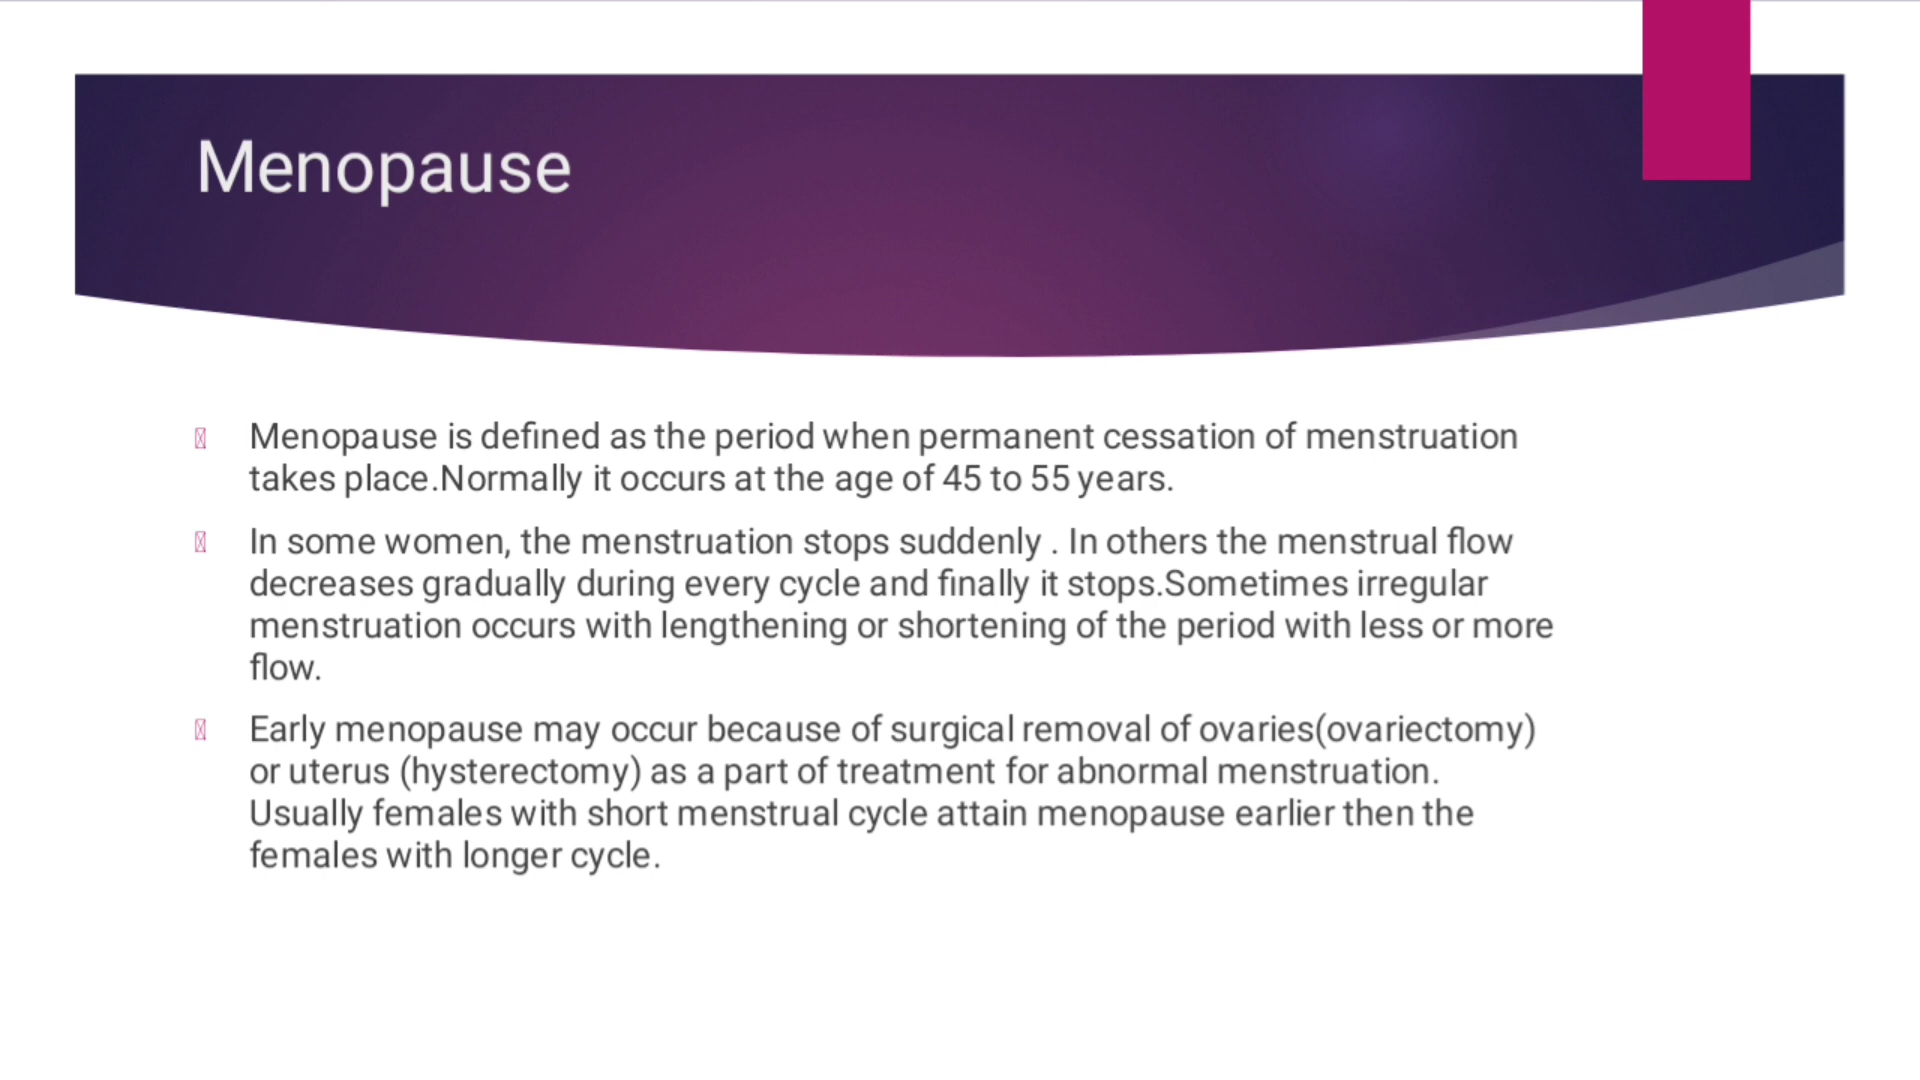 Menopause
Menopause is defined as the period when permanent cessation of menstruation
takes place.Normally it occurs at the age of 45 to 55 years.
In some women, the menstruation stops suddenly . In others the menstrual flow
decreases gradually during every cycle and finally it stops.Sometimes irregular
menstruation occurs with lengthening or shortening of the period with less or more
flow.
Early menopause may occur because of surgical removal of ovaries(ovariectomy)
or uterus (hysterectomy) as a part of treatment for abnormal menstruation.
Usually females with short menstrual cycle attain menopause earlier then the
females with longer cycle.